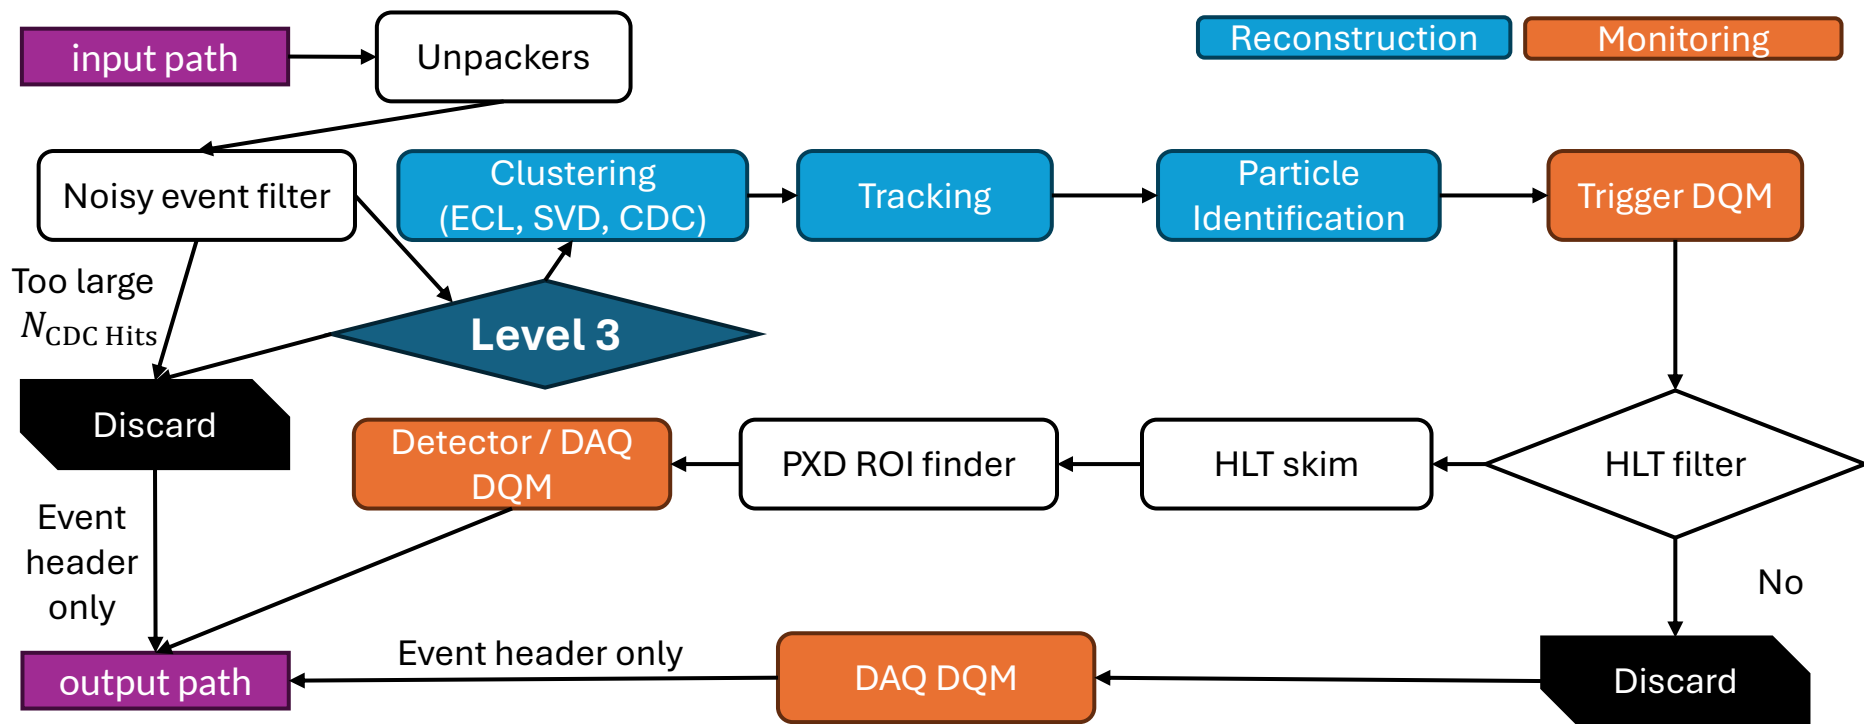 input path
Unpackers
Reconstruction
Monitoring
Noisy event filter
Clustering
(ECL, SVD, CDC)
Tracking
Particle
Identification
Trigger DQM
Too large
N_CDC Hits
Level 3
Discard
Detector / DAQ
DQM
PXD ROI finder
HLT skim
HLT filter
Event
header
only
No
output path
Event header only
DAQ DQM
Discard